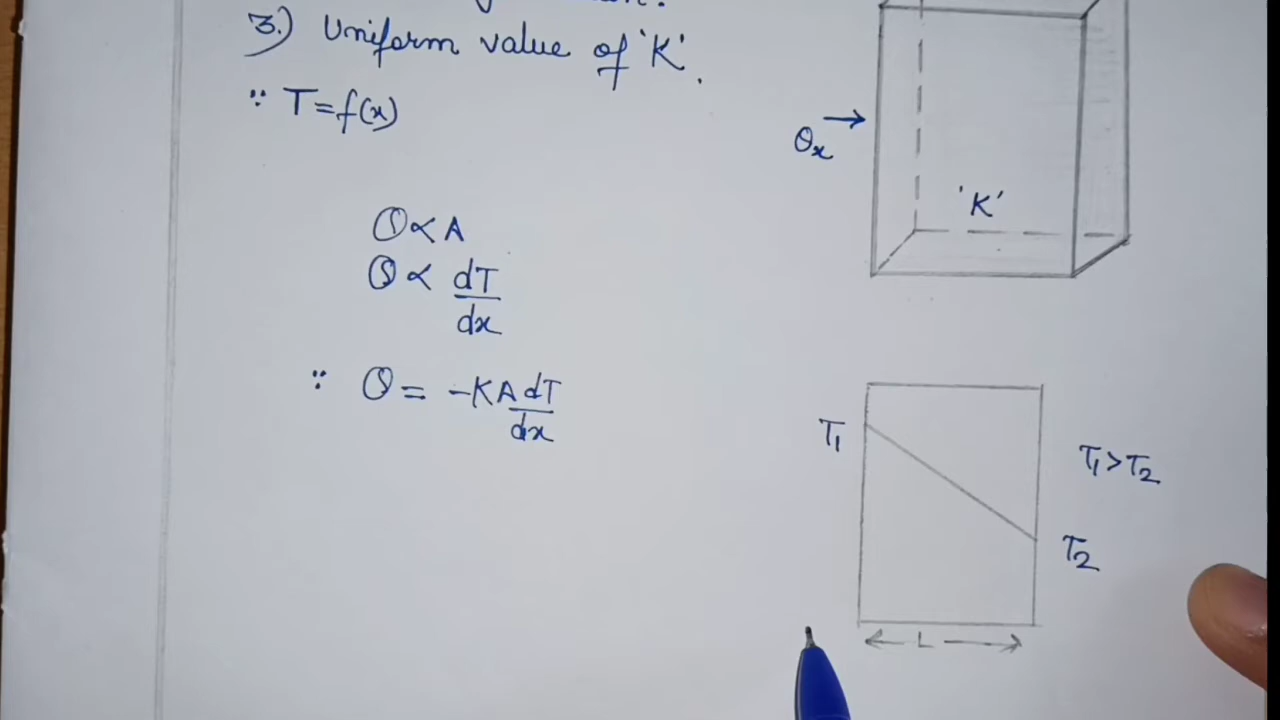 3.) Uniform value of 'K'.
∵ T=f(x)
Q ∝ A
Q ∝ dT/dx
∵ Q = -KA dT/dx
Qx →
'K'
T1
T1>T2
T2
L